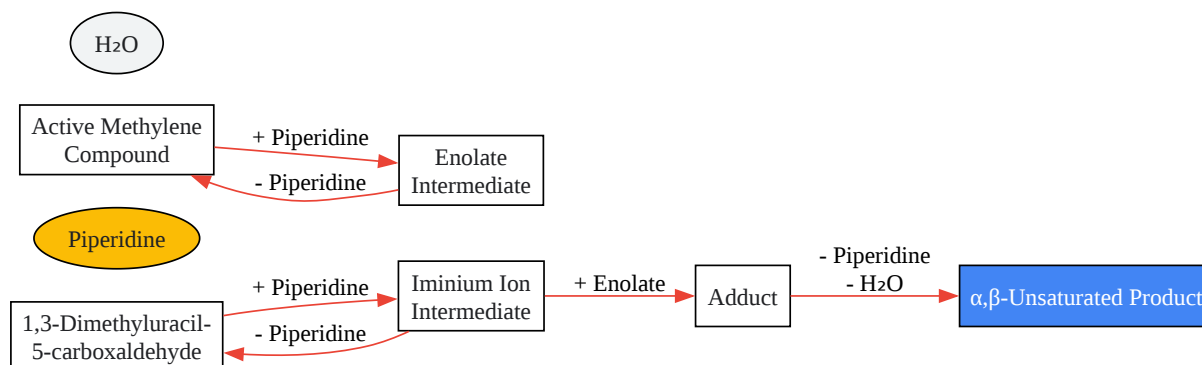 H₂O
Active Methylene
Compound
+ Piperidine
- Piperidine
Enolate
Intermediate
Piperidine
1,3-Dimethyluracil-
5-carboxaldehyde
+ Piperidine
- Piperidine
Iminium Ion
Intermediate
+ Enolate
Adduct
- Piperidine
- H₂O
α,β-Unsaturated Product